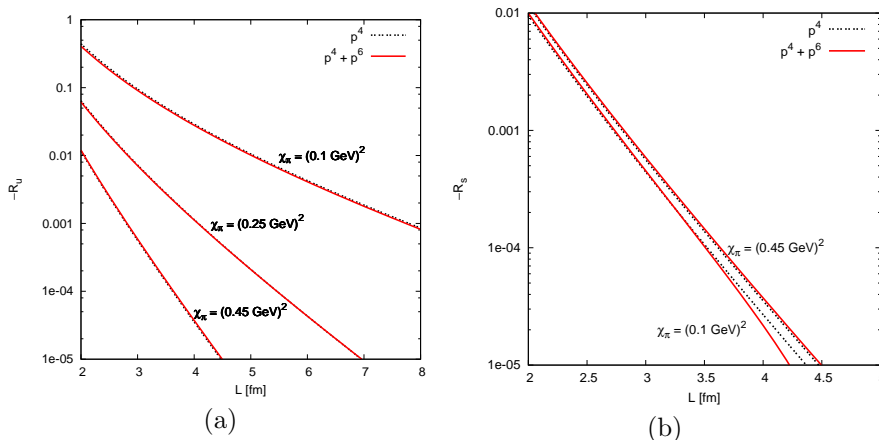 1
0.1
0.01
0.001
1e-04
1e-05
−R_u
p^4
p^4 + p^6
χ_π = (0.1 GeV)^2
χ_π = (0.25 GeV)^2
χ_π = (0.45 GeV)^2
2 3 4 5 6 7 8
L [fm]
(a)
0.01
0.001
1e-04
1e-05
−R_s
p^4
p^4 + p^6
χ_π = (0.45 GeV)^2
χ_π = (0.1 GeV)^2
2 2.5 3 3.5 4 4.5
L [fm]
(b)